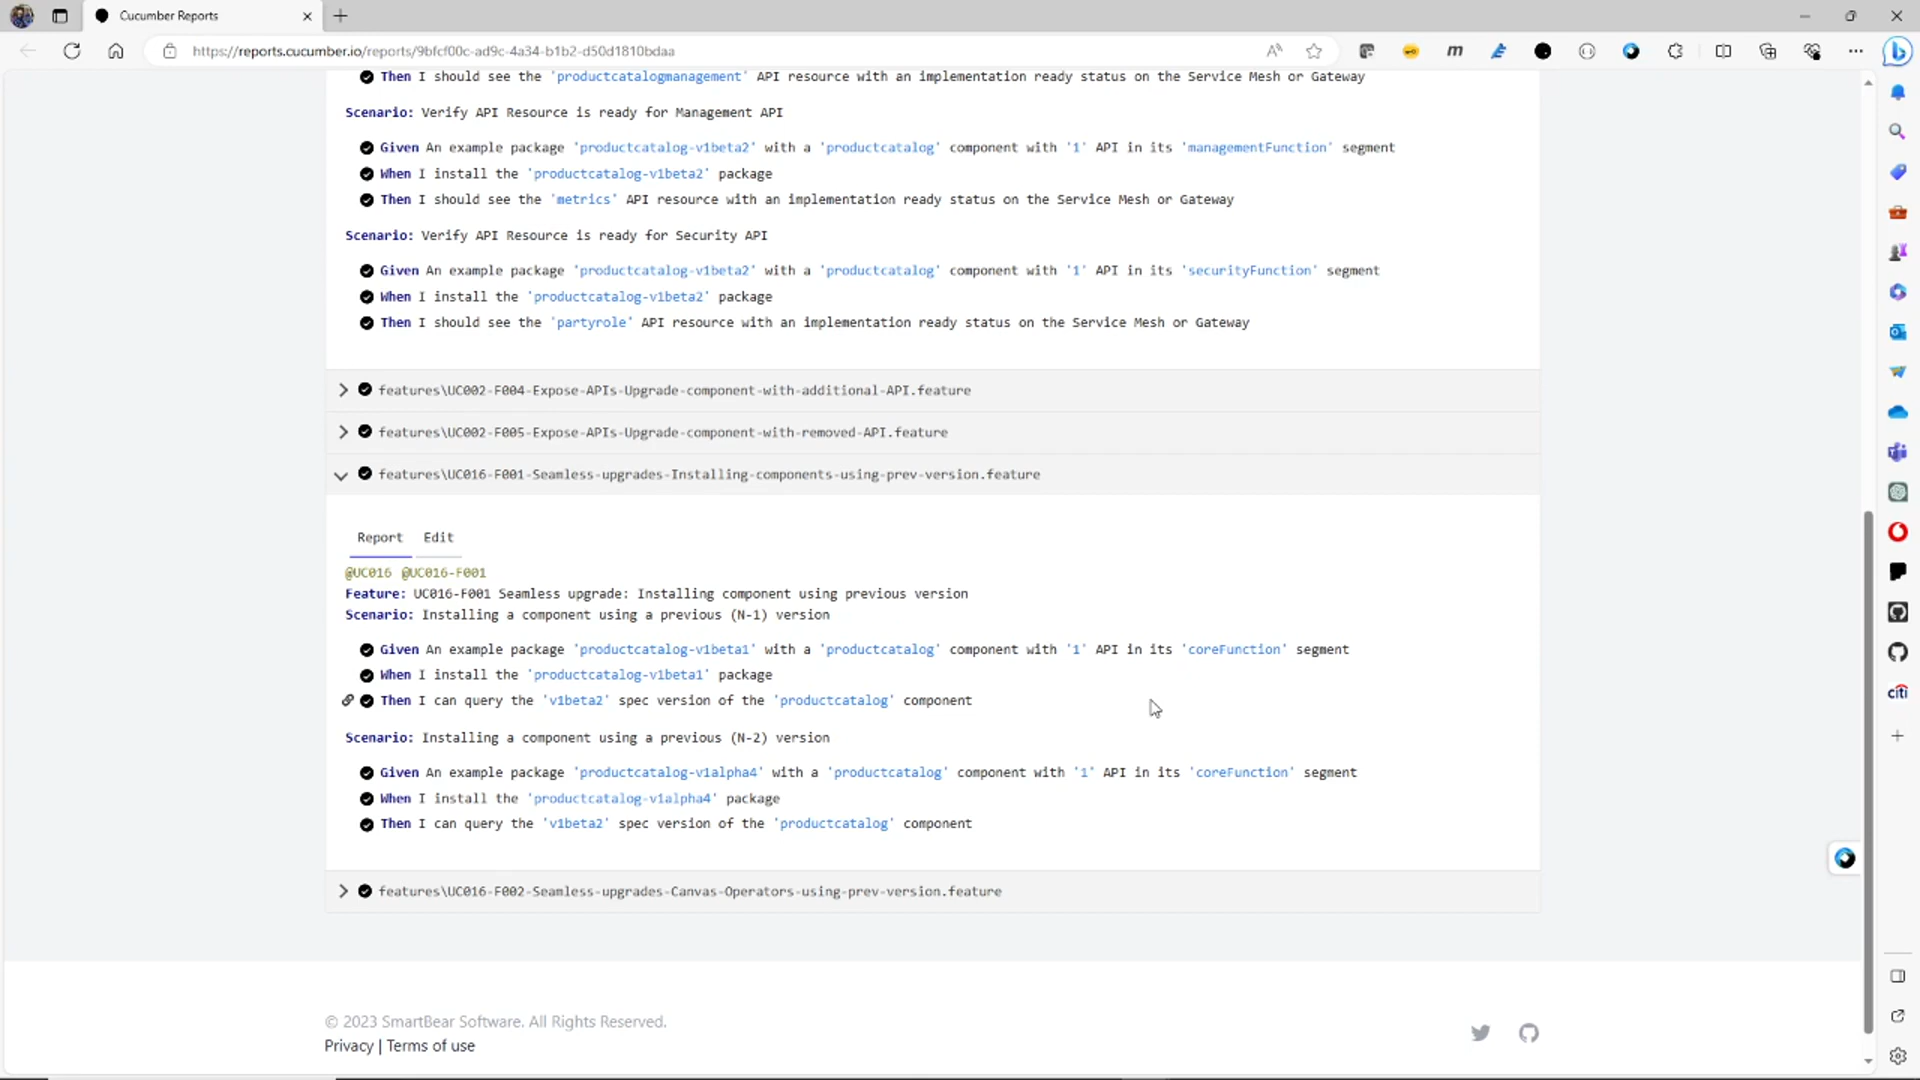 Cucumber Reports
https://reports.cucumber.io/reports/9bfcf00c-ad9c-4a34-b1b2-d50d1810bdaa
Then I should see the 'productcatalogmanagement' API resource with an implementation ready status on the Service Mesh or Gateway
Scenario: Verify API Resource is ready for Management API
Given An example package 'productcatalog-v1beta2' with a 'productcatalog' component with '1' API in its 'managementFunction' segment
When I install the 'productcatalog-v1beta2' package
Then I should see the 'metrics' API resource with an implementation ready status on the Service Mesh or Gateway
Scenario: Verify API Resource is ready for Security API
Given An example package 'productcatalog-v1beta2' with a 'productcatalog' component with '1' API in its 'securityFunction' segment
When I install the 'productcatalog-v1beta2' package
Then I should see the 'partyrole' API resource with an implementation ready status on the Service Mesh or Gateway
features\UC002-F004-Expose-APIs-Upgrade-component-with-additional-API.feature
features\UC002-F005-Expose-APIs-Upgrade-component-with-removed-API.feature
features\UC016-F001-Seamless-upgrades-Installing-components-using-prev-version.feature
Report Edit
@UC016 @UC016-F001
Feature: UC016-F001 Seamless upgrade: Installing component using previous version
Scenario: Installing a component using a previous (N-1) version
Given An example package 'productcatalog-v1beta1' with a 'productcatalog' component with '1' API in its 'coreFunction' segment
When I install the 'productcatalog-v1beta1' package
Then I can query the 'v1beta2' spec version of the 'productcatalog' component
Scenario: Installing a component using a previous (N-2) version
Given An example package 'productcatalog-v1alpha4' with a 'productcatalog' component with '1' API in its 'coreFunction' segment
When I install the 'productcatalog-v1alpha4' package
Then I can query the 'v1beta2' spec version of the 'productcatalog' component
features\UC016-F002-Seamless-upgrades-Canvas-Operators-using-prev-version.feature
© 2023 SmartBear Software. All Rights Reserved.
Privacy | Terms of use
citi